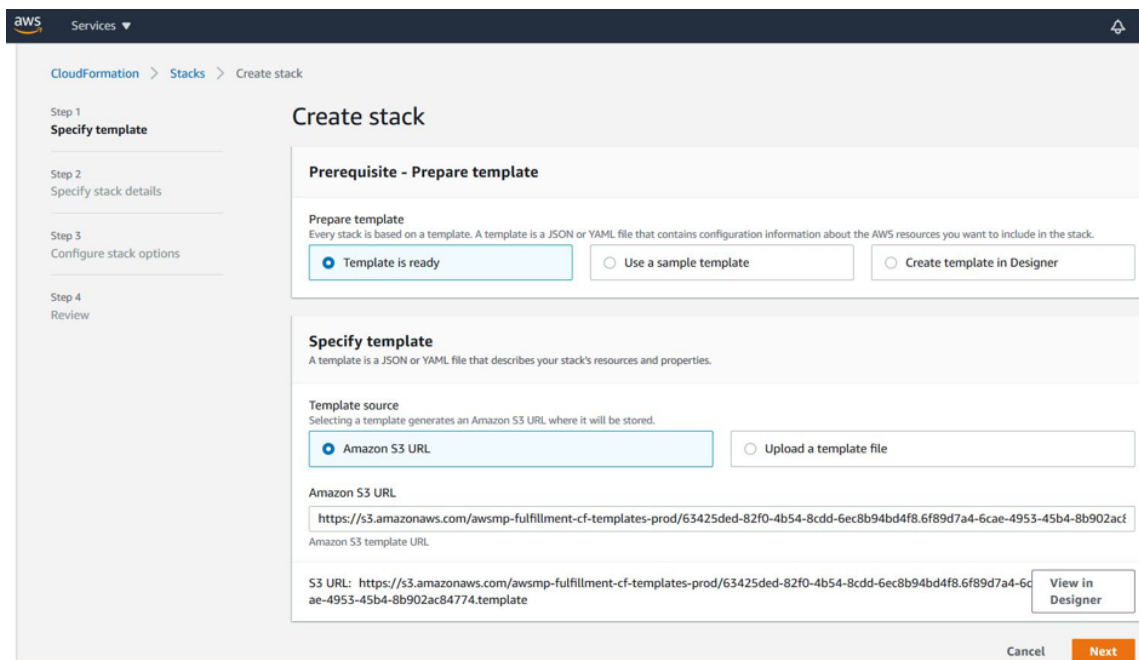 aws
Services ▼
CloudFormation > Stacks > Create stack
Step 1
Specify template
Step 2
Specify stack details
Step 3
Configure stack options
Step 4
Review
Create stack
Prerequisite - Prepare template
Prepare template
Every stack is based on a template. A template is a JSON or YAML file that contains configuration information about the AWS resources you want to include in the stack.
Template is ready
Use a sample template
Create template in Designer
Specify template
A template is a JSON or YAML file that describes your stack's resources and properties.
Template source
Selecting a template generates an Amazon S3 URL where it will be stored.
Amazon S3 URL
Upload a template file
Amazon S3 URL
https://s3.amazonaws.com/awsmp-fulfillment-cf-templates-prod/63425ded-82f0-4b54-8cdd-6ec8b94bd4f8.6f89d7a4-6cae-4953-45b4-8b902ac8
Amazon S3 template URL
S3 URL: https://s3.amazonaws.com/awsmp-fulfillment-cf-templates-prod/63425ded-82f0-4b54-8cdd-6ec8b94bd4f8.6f89d7a4-6c
ae-4953-45b4-8b902ac84774.template
View in
Designer
Cancel
Next